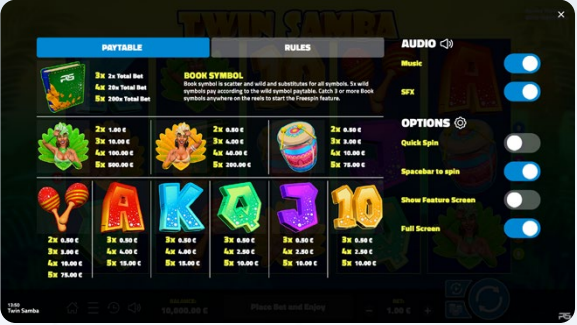 TWIN SAMBA
PAYTABLE
RULES
3x 2x Total Bet
4x 20x Total Bet
5x 200x Total Bet
BOOK SYMBOL
Book symbol is scatter and wild and substitutes for all symbols. 5x wild
symbols pay according to the wild symbol paytable. Catch 3 or more Book
symbols anywhere on the reels to start the Freespin feature.
2x 1.00 €
3x 10.00 €
4x 100.00 €
5x 500.00 €
2x 0.50 €
3x 4.00 €
4x 40.00 €
5x 200.00 €
2x 0.50 €
3x 4.00 €
4x 10.00 €
5x 75.00 €
A
K
Q
J
10
2x 0.50 €
3x 3.00 €
4x 10.00 €
5x 75.00 €
3x 0.50 €
4x 4.00 €
5x 15.00 €
3x 0.50 €
4x 4.00 €
5x 15.00 €
3x 0.50 €
4x 2.50 €
5x 10.00 €
3x 0.50 €
4x 2.50 €
5x 10.00 €
3x 0.50 €
4x 2.50 €
5x 10.00 €
AUDIO
Music
SFX
OPTIONS
Quick Spin
Spacebar to spin
Show Feature Screen
Full Screen
13:50
Twin Samba
BALANCE:
10,000.00 €
Place Bet and Enjoy
BET:
1.00 €